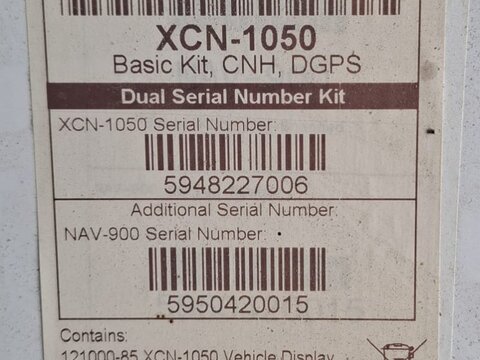 XCN-1050
Basic Kit, CNH, DGPS
Dual Serial Number Kit
XCN-1050 Serial Number:
5948227006
Additional Serial Number:
NAV-900 Serial Number:
5950420015
Contains:
121000-85 XCN-1050 Vehicle Display